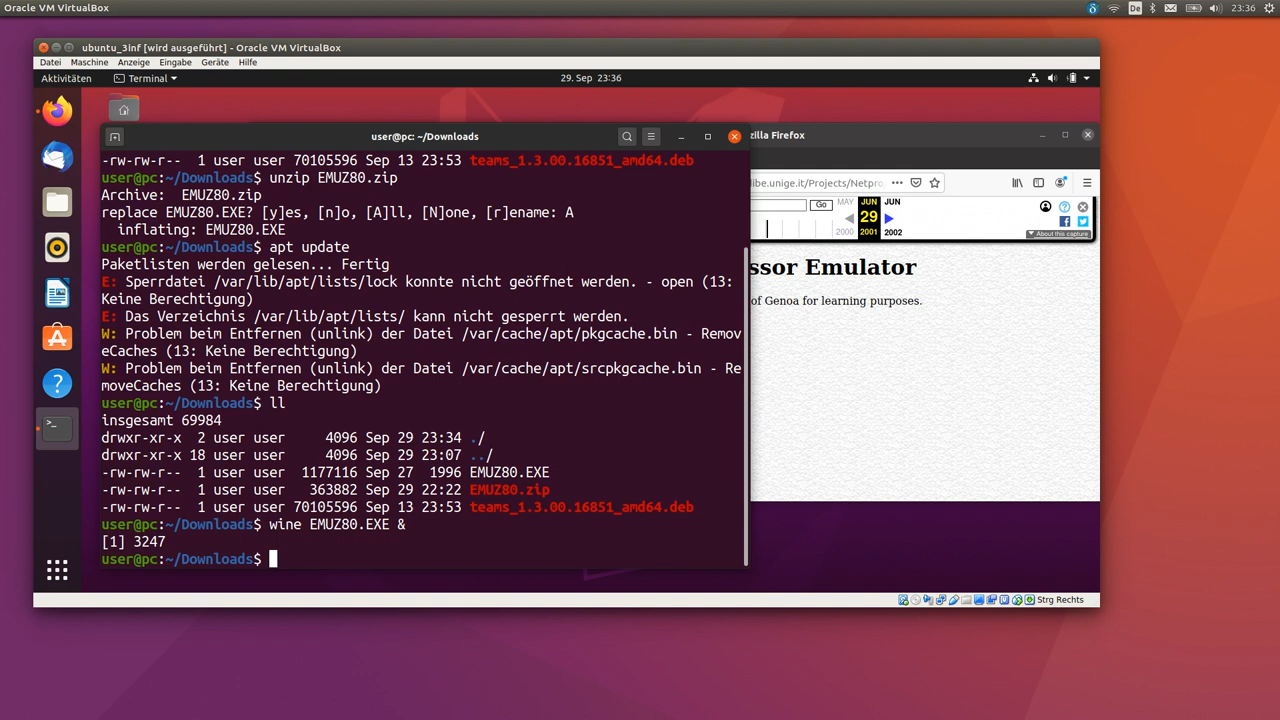 Oracle VM VirtualBox
De
23:36
ubuntu_3inf [wird ausgeführt] - Oracle VM VirtualBox
Datei Maschine Anzeige Eingabe Geräte Hilfe
Aktivitäten
Terminal
29. Sep 23:36
user@pc: ~/Downloads
-rw-rw-r-- 1 user user 70105596 Sep 13 23:53 teams_1.3.00.16851_amd64.deb
user@pc:~/Downloads$ unzip EMUZ80.zip
Archive: EMUZ80.zip
replace EMUZ80.EXE? [y]es, [n]o, [A]ll, [N]one, [r]ename: A
inflating: EMUZ80.EXE
user@pc:~/Downloads$ apt update
Paketlisten werden gelesen... Fertig
E: Sperrdatei /var/lib/apt/lists/lock konnte nicht geöffnet werden. - open (13:
Keine Berechtigung)
E: Das Verzeichnis /var/lib/apt/lists/ kann nicht gesperrt werden.
W: Problem beim Entfernen (unlink) der Datei /var/cache/apt/pkgcache.bin - Remov
eCaches (13: Keine Berechtigung)
W: Problem beim Entfernen (unlink) der Datei /var/cache/apt/srcpkgcache.bin - Re
moveCaches (13: Keine Berechtigung)
user@pc:~/Downloads$ ll
insgesamt 69984
drwxr-xr-x 2 user user 4096 Sep 29 23:34 ./
drwxr-xr-x 18 user user 4096 Sep 29 23:07 ../
-rw-rw-r-- 1 user user 1177116 Sep 27 1996 EMUZ80.EXE
-rw-rw-r-- 1 user user 363882 Sep 29 22:22 EMUZ80.zip
-rw-rw-r-- 1 user user 70105596 Sep 13 23:53 teams_1.3.00.16851_amd64.deb
user@pc:~/Downloads$ wine EMUZ80.EXE &
[1] 3247
user@pc:~/Downloads$
zilla Firefox
ibe.unige.it/Projects/Netpro
Go
MAY JUN JUN
29
2000 2001 2002
About this capture
ssor Emulator
of Genoa for learning purposes.
Strg Rechts